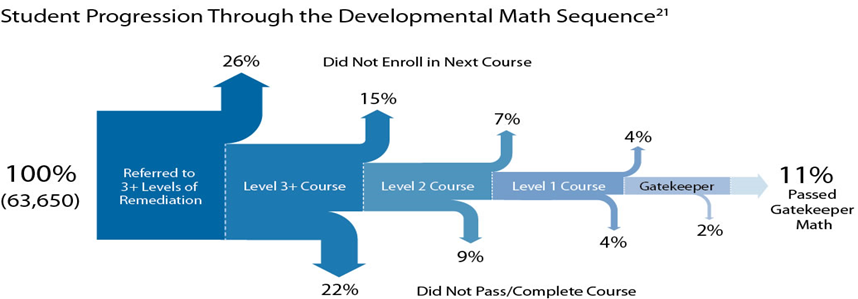 Student Progression Through the Developmental Math Sequence21
26%
Did Not Enroll in Next Course
15%
7%
4%
100%
(63,650)
Referred to
3+ Levels of
Remediation
Level 3+ Course
Level 2 Course
Level 1 Course
Gatekeeper
11%
Passed
Gatekeeper
Math
22%
9%
4%
2%
Did Not Pass/Complete Course